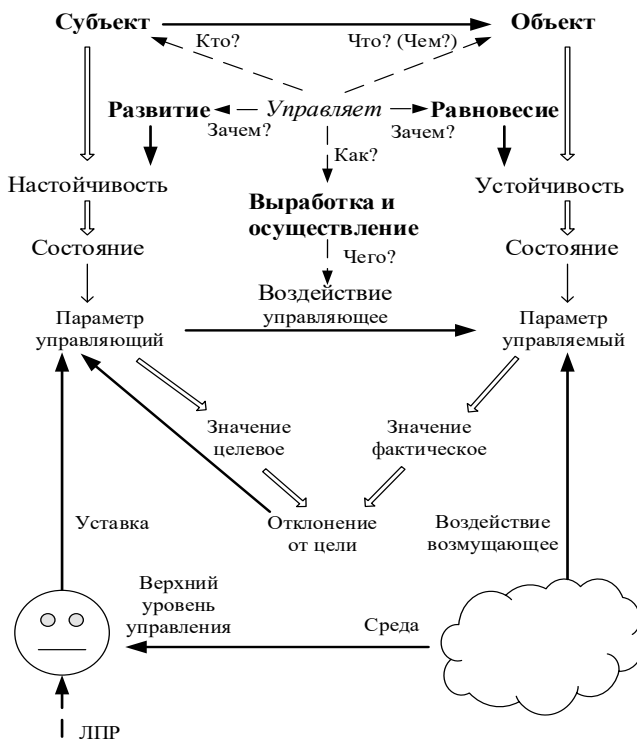 Субъект
Объект
Кто?
Что? (Чем?)
Развитие
Управляет
Равновесие
Зачем?
Зачем?
Как?
Настойчивость
Устойчивость
Выработка и
осуществление
Состояние
Состояние
Чего?
Воздействие
управляющее
Параметр
управляющий
Параметр
управляемый
Значение
целевое
Значение
фактическое
Уставка
Отклонение
от цели
Воздействие
возмущающее
Верхний
уровень
управления
Среда
ЛПР